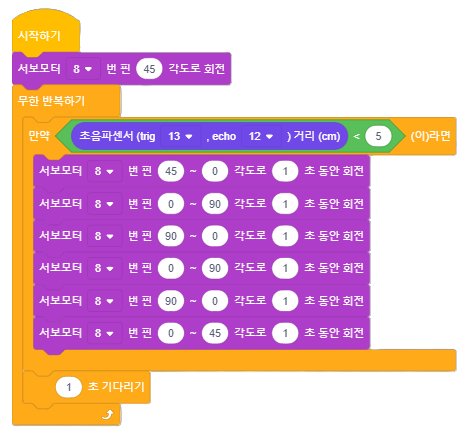 시작하기
서보모터 8 번 핀 45 각도로 회전
무한 반복하기
만약 초음파센서 (trig 13 , echo 12 ) 거리 (cm) < 5 (이)라면
서보모터 8 번 핀 45 ~ 0 각도로 1 초 동안 회전
서보모터 8 번 핀 0 ~ 90 각도로 1 초 동안 회전
서보모터 8 번 핀 90 ~ 0 각도로 1 초 동안 회전
서보모터 8 번 핀 0 ~ 90 각도로 1 초 동안 회전
서보모터 8 번 핀 90 ~ 0 각도로 1 초 동안 회전
서보모터 8 번 핀 0 ~ 45 각도로 1 초 동안 회전
1 초 기다리기